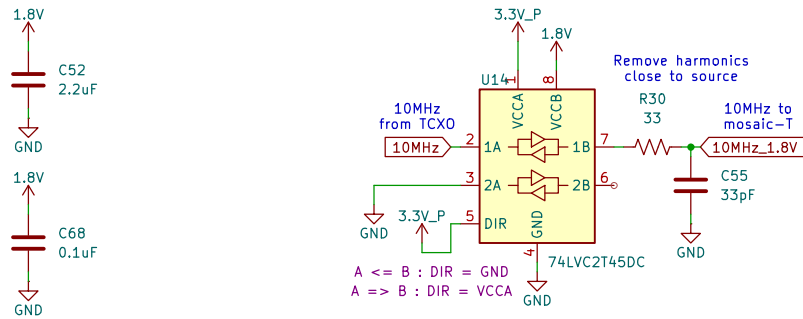 1.8V
C52
2.2uF
GND
1.8V
C68
0.1uF
GND
3.3V_P
1.8V
U14
1
8
VCCA
VCCB
10MHz
from TCXO
10MHz
2
1A
1B
7
3
2A
2B
6
GND
3.3V_P
5
DIR
GND
4
74LVC2T45DC
GND
A <= B : DIR = GND
A => B : DIR = VCCA
Remove harmonics
close to source
R30
33
10MHz to
mosaic-T
10MHz_1.8V
C55
33pF
GND